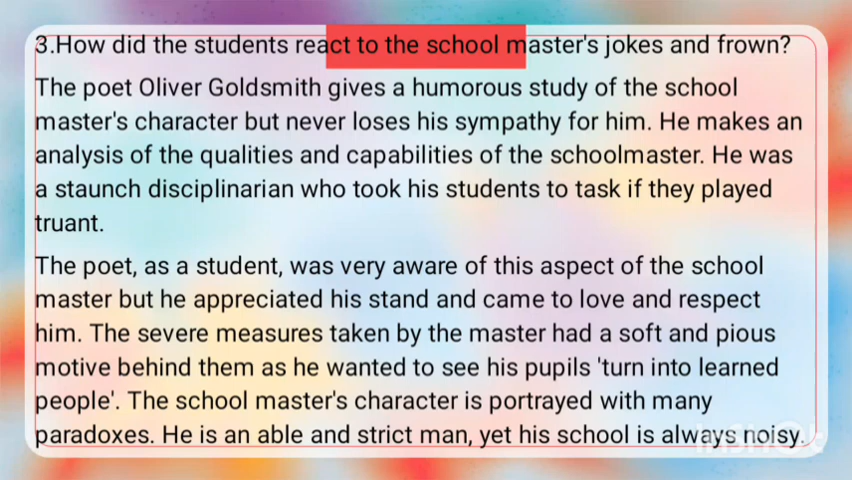 3.How did the students react to the school master's jokes and frown?
The poet Oliver Goldsmith gives a humorous study of the school
master's character but never loses his sympathy for him. He makes an
analysis of the qualities and capabilities of the schoolmaster. He was
a staunch disciplinarian who took his students to task if they played
truant.
The poet, as a student, was very aware of this aspect of the school
master but he appreciated his stand and came to love and respect
him. The severe measures taken by the master had a soft and pious
motive behind them as he wanted to see his pupils 'turn into learned
people'. The school master's character is portrayed with many
paradoxes. He is an able and strict man, yet his school is always noisy.